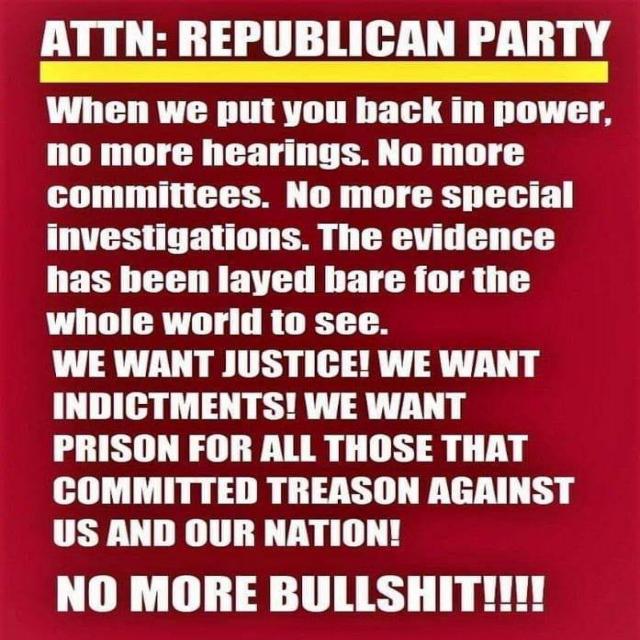 ATTN: REPUBLICAN PARTY
When we put you back in power,
no more hearings. No more
committees. No more special
investigations. The evidence
has been layed bare for the
whole world to see.
WE WANT JUSTICE! WE WANT
INDICTMENTS! WE WANT
PRISON FOR ALL THOSE THAT
COMMITTED TREASON AGAINST
US AND OUR NATION!
NO MORE BULLSHIT!!!!